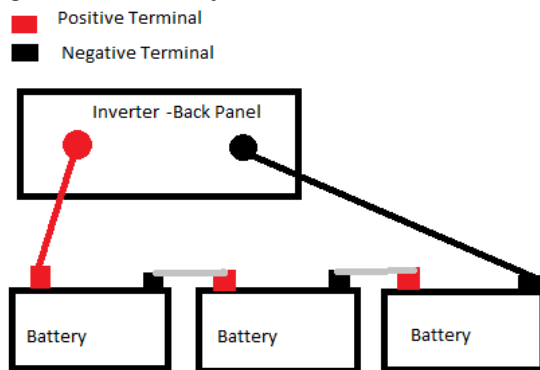 Positive Terminal
Negative Terminal
Inverter -Back Panel
Battery
Battery
Battery